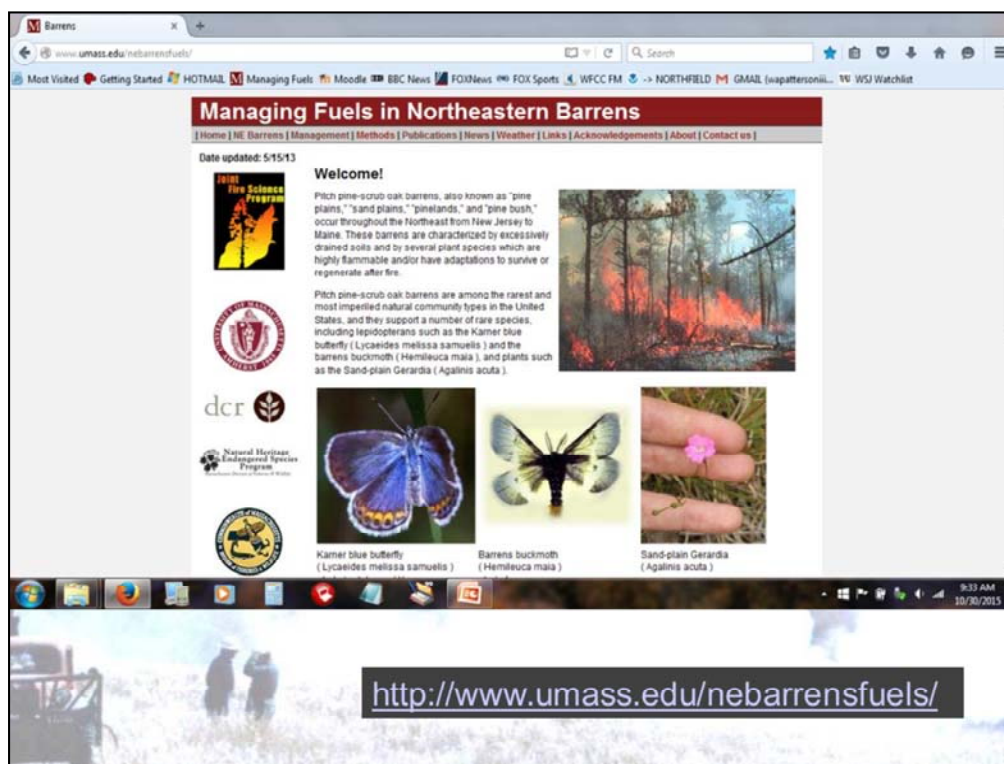 Barrens
www.umass.edu/nebarrensfuels/
Search
Most Visited Getting Started HOTMAIL Managing Fuels Moodle BBC News FOXNews FOX Sports WFCC FM -> NORTHFIELD GMAIL (wapattersoniii... WSJ Watchlist
Managing Fuels in Northeastern Barrens
| Home | NE Barrens | Management | Methods | Publications | News | Weather | Links | Acknowledgements | About | Contact us |
Date updated: 5/15/13
Joint
Fire Science
Program
Welcome!
Pitch pine-scrub oak barrens, also known as "pine
plains," "sand plains," "pinelands," and "pine bush,"
occur throughout the Northeast from New Jersey to
Maine. These barrens are characterized by excessively
drained soils and by several plant species which are
highly flammable and/or have adaptations to survive or
regenerate after fire.
Pitch pine-scrub oak barrens are among the rarest and
most imperiled natural community types in the United
States, and they support a number of rare species,
including lepidopterans such as the Karner blue
butterfly ( Lycaeides melissa samuelis ) and the
barrens buckmoth ( Hemileuca maia ), and plants such
as the Sand-plain Gerardia ( Agalinis acuta ).
dcr
Natural Heritage
Endangered Species
Program
Karner blue butterfly
( Lycaeides melissa samuelis )
Barrens buckmoth
( Hemileuca maia )
Sand-plain Gerardia
( Agalinis acuta )
9:33 AM
10/30/2015
http://www.umass.edu/nebarrensfuels/